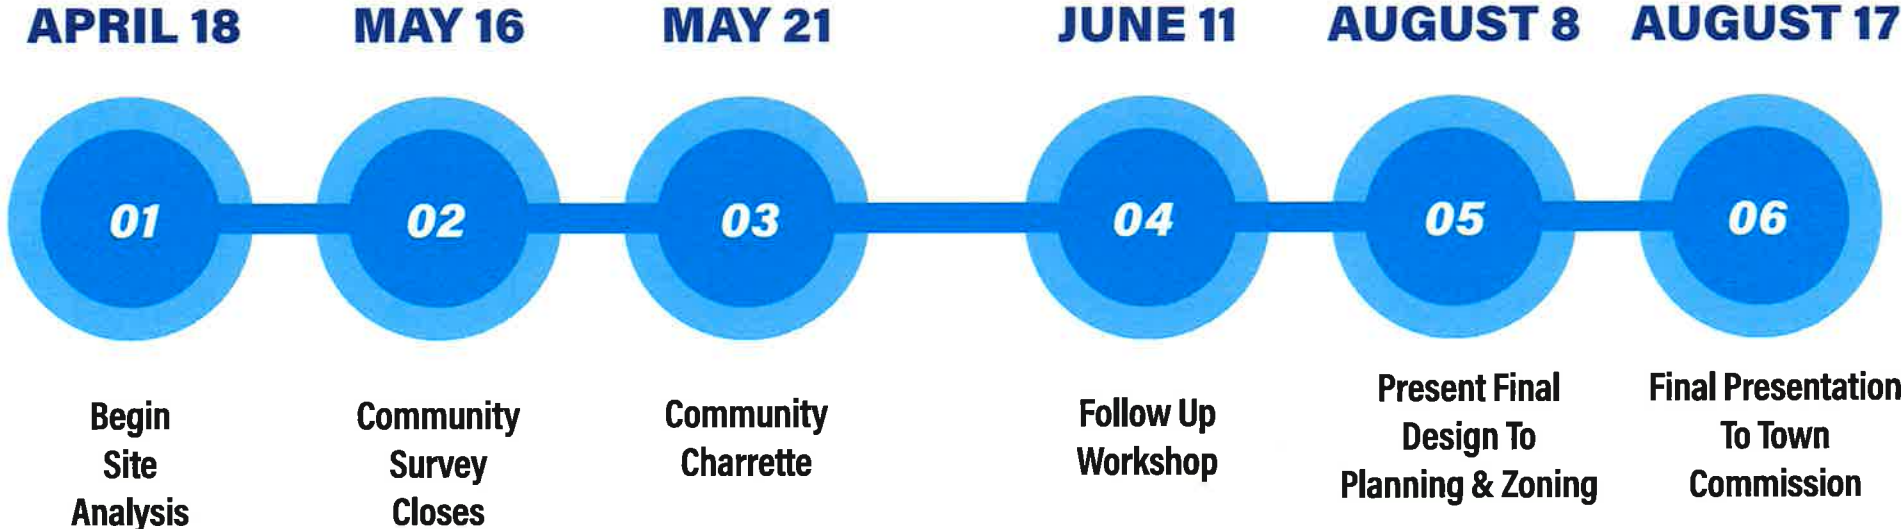 APRIL 18
MAY 16
MAY 21
JUNE 11
AUGUST 8
AUGUST 17
01
02
03
04
05
06
Begin
Site
Analysis
Community
Survey
Closes
Community
Charrette
Follow Up
Workshop
Present Final
Design To
Planning & Zoning
Final Presentation
To Town
Commission